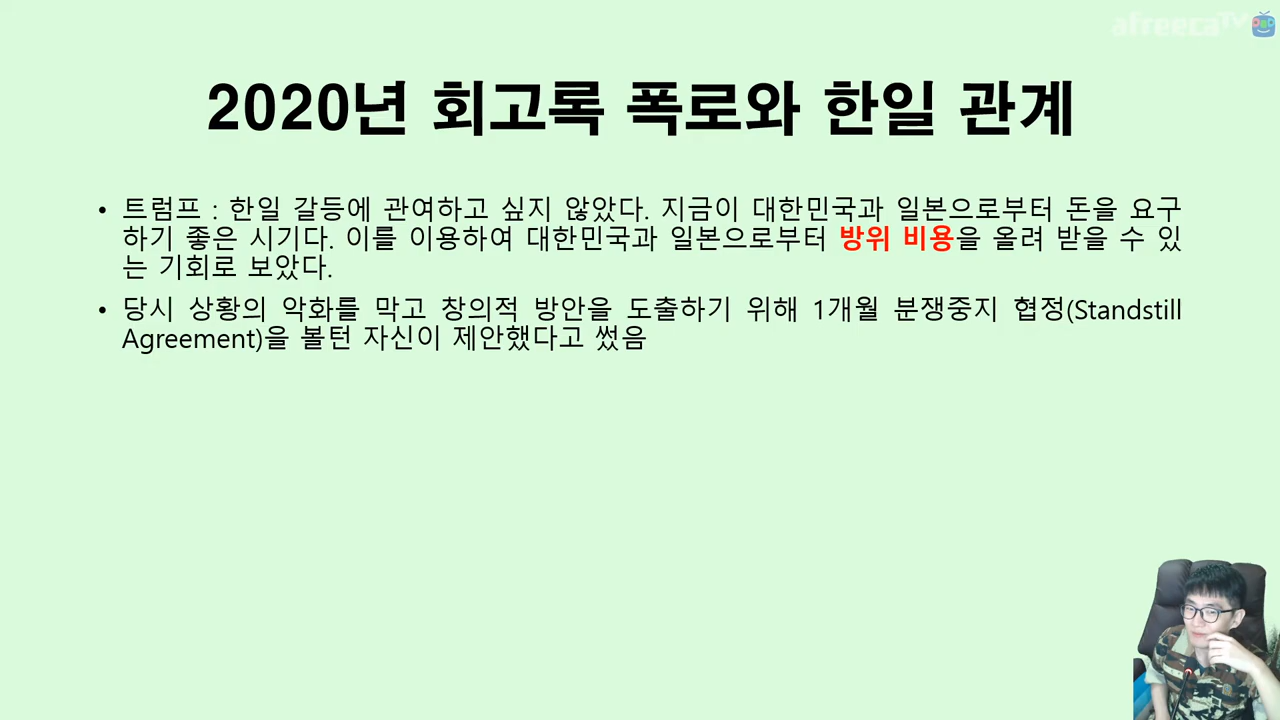 afreecaTV
2020년 회고록 폭로와 한일 관계
• 트럼프 : 한일 갈등에 관여하고 싶지 않았다. 지금이 대한민국과 일본으로부터 돈을 요구
하기 좋은 시기다. 이를 이용하여 대한민국과 일본으로부터 방위 비용을 올려 받을 수 있
는 기회로 보았다.
• 당시 상황의 악화를 막고 창의적 방안을 도출하기 위해 1개월 분쟁중지 협정(Standstill
Agreement)을 볼턴 자신이 제안했다고 썼음